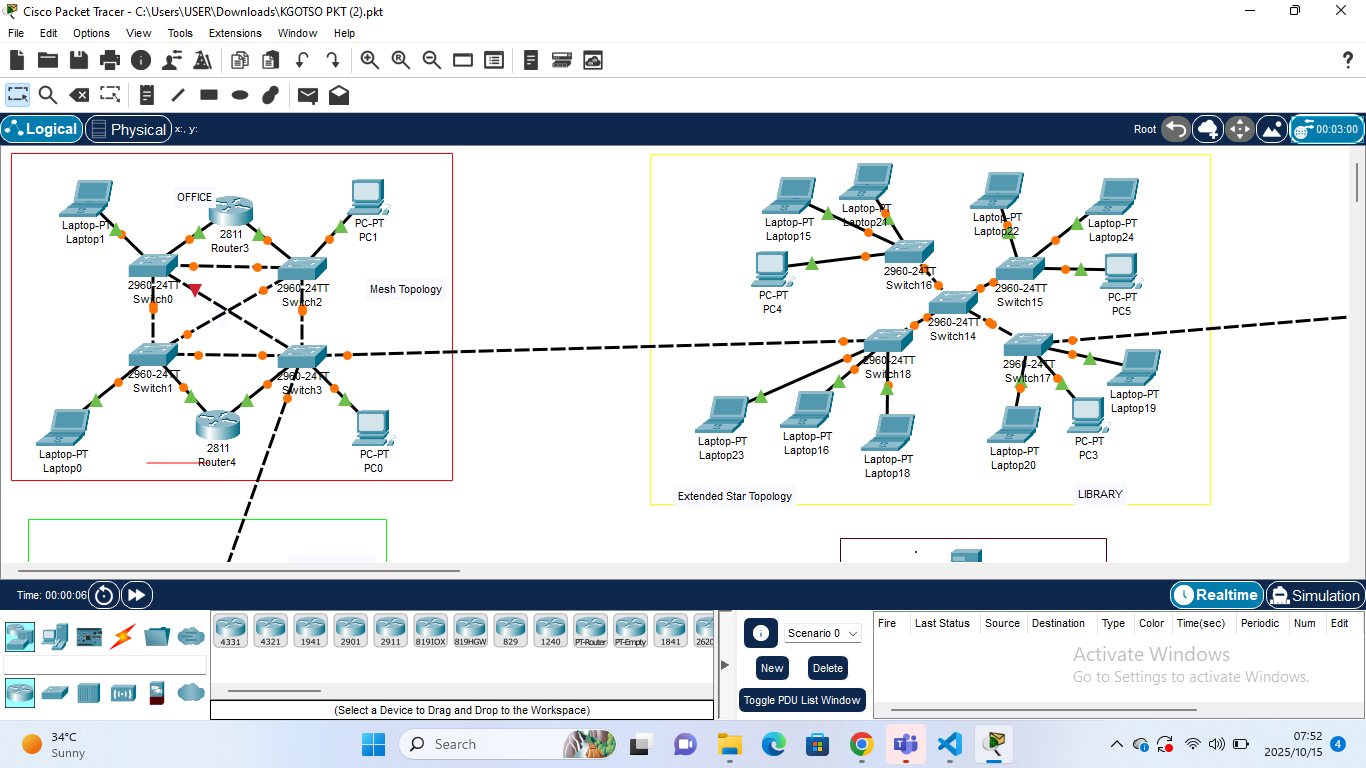 Cisco Packet Tracer - C:\Users\USER\Downloads\KGOTSO PKT (2).pkt
File Edit Options View Tools Extensions Window Help
Logical Physical x:, y: Root 00:03:00
OFFICE
Laptop-PT
Laptop1
2811
Router3
PC-PT
PC1
2960-24TT
Switch0
2960-24TT
Switch2
Mesh Topology
2960-24TT
Switch1
2960-24TT
Switch3
Laptop-PT
Laptop0
2811
Router4
PC-PT
PC0
Laptop-PT
Laptop15
Laptop-PT
Laptop21
Laptop-PT
Laptop22
Laptop-PT
Laptop24
PC-PT
PC4
2960-24TT
Switch16
2960-24TT
Switch15
PC-PT
PC5
2960-24TT
Switch14
2960-24TT
Switch18
2960-24TT
Switch17
Laptop-PT
Laptop19
Laptop-PT
Laptop23
Laptop-PT
Laptop16
Laptop-PT
Laptop18
Laptop-PT
Laptop20
PC-PT
PC3
Extended Star Topology
LIBRARY
Time: 00:00:06
Realtime Simulation
4331 4321 1941 2901 2911 819IOX 819HGW 829 1240 PT-Router PT-Empty 1841 2620
(Select a Device to Drag and Drop to the Workspace)
Scenario 0
New Delete
Toggle PDU List Window
Fire Last Status Source Destination Type Color Time(sec) Periodic Num Edit
Activate Windows
Go to Settings to activate Windows.
34°C
Sunny
Search
07:52
2025/10/15
4